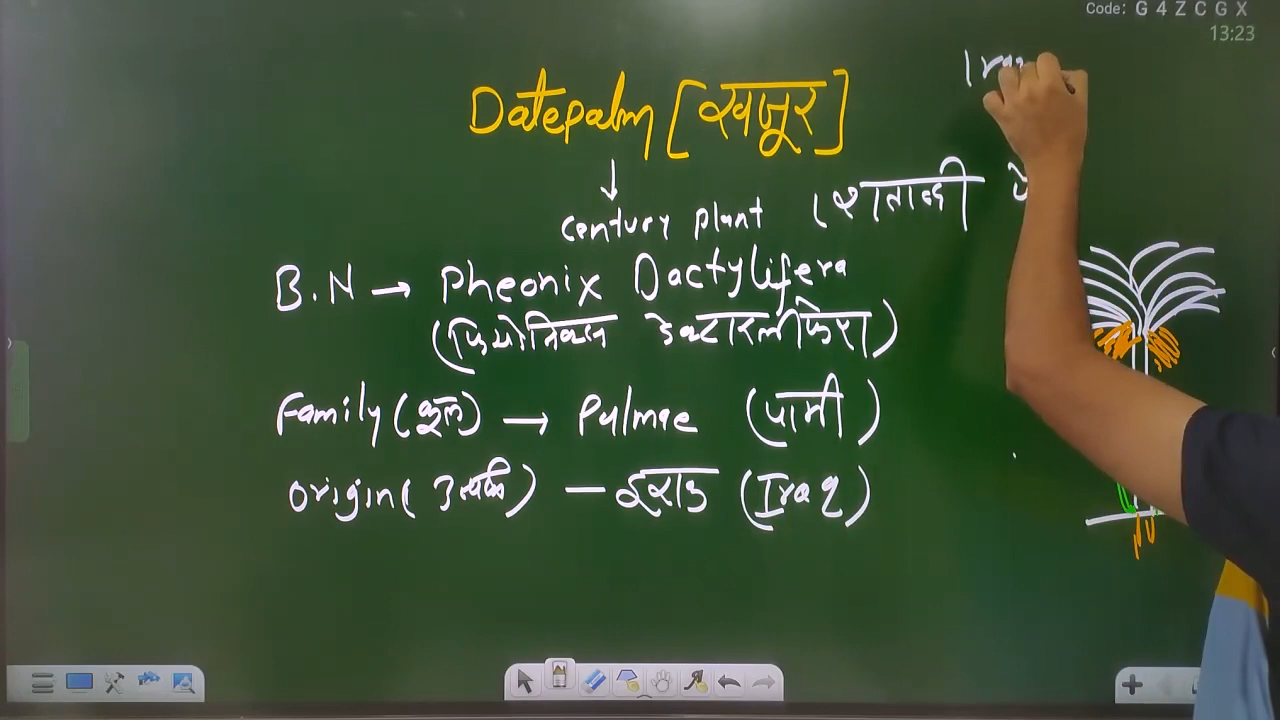 Code: G 4 Z C G X
13:23
Datepalm [खजूर]
↓
Century plant (शताब्दी
B.N → Pheonix Dactylifera
(फियोनिक्स डेक्टाइलीफेरा)
Family (कुल) → Palmae (पामी)
Origin (उत्पत्ति) – इराक (Iraq)